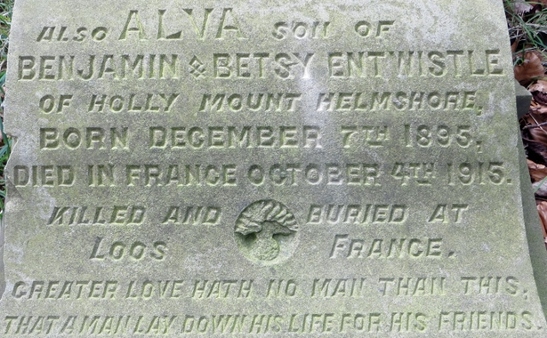 ALSO ALVA SON OF
BENJAMIN & BETSY ENTWISTLE
OF HOLLY MOUNT HELMSHORE,
BORN DECEMBER 7TH 1895,
DIED IN FRANCE OCTOBER 4TH 1915.
KILLED AND BURIED AT
LOOS FRANCE.
GREATER LOVE HATH NO MAN THAN THIS,
THAT A MAN LAY DOWN HIS LIFE FOR HIS FRIENDS.